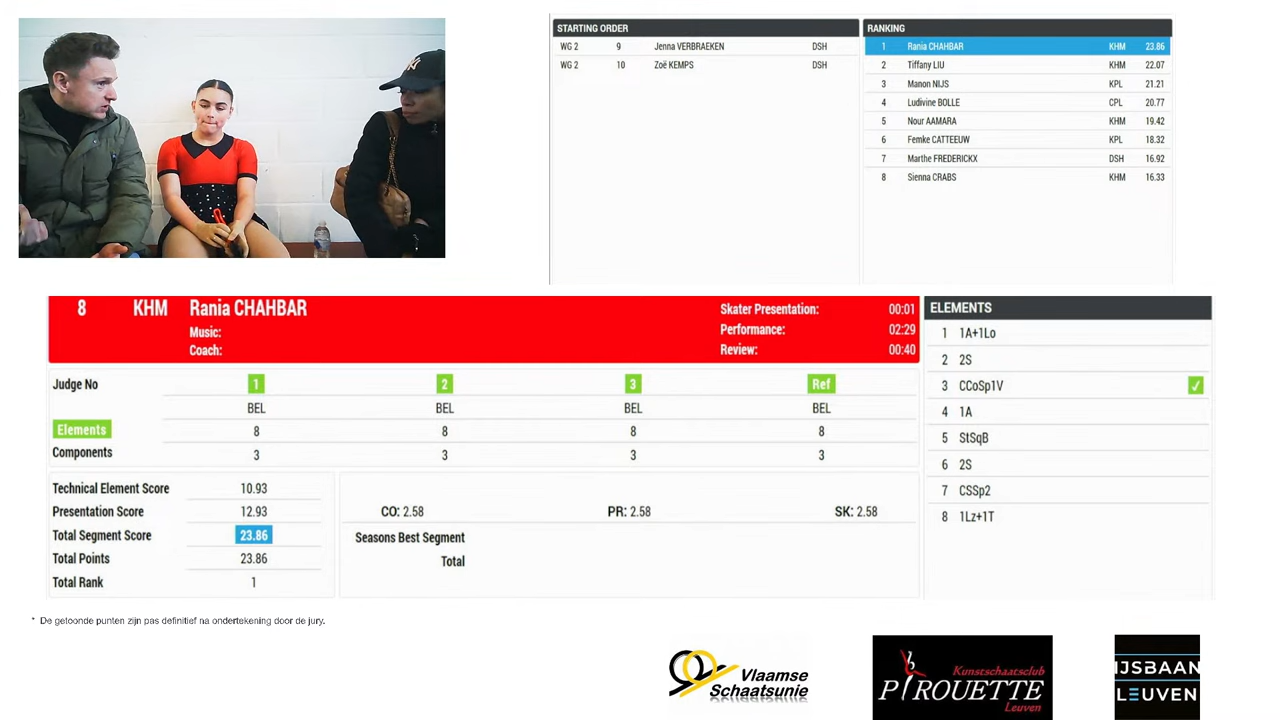 STARTING ORDER
WG 2 9 Jenna VERBRAEKEN DSH
WG 2 10 Zoë KEMPS DSH
RANKING
1 Rania CHAHBAR KHM 23.86
2 Tiffany LIU KHM 22.07
3 Manon NIJS KPL 21.21
4 Ludivine BOLLE CPL 20.77
5 Nour AAMARA KHM 19.42
6 Femke CATTEEUW KPL 18.32
7 Marthe FREDERICKX DSH 16.92
8 Sienna CRABS KHM 16.33
8 KHM Rania CHAHBAR
Music:
Coach:
Skater Presentation: 00:01
Performance: 02:29
Review: 00:40
Judge No 1 2 3 Ref
BEL BEL BEL BEL
Elements 8 8 8 8
Components 3 3 3 3
Technical Element Score 10.93
Presentation Score 12.93
Total Segment Score 23.86
Total Points 23.86
Total Rank 1
CO: 2.58 PR: 2.58 SK: 2.58
Seasons Best Segment
Total
ELEMENTS
1 1A+1Lo
2 2S
3 CCoSp1V ✓
4 1A
5 StSqB
6 2S
7 CSSp2
8 1Lz+1T
* De getoonde punten zijn pas definitief na ondertekening door de jury.
Vlaamse
Schaatsunie
Kunstschaatsclub
PIROUETTE
Leuven
IJSBAAN
LEUVEN